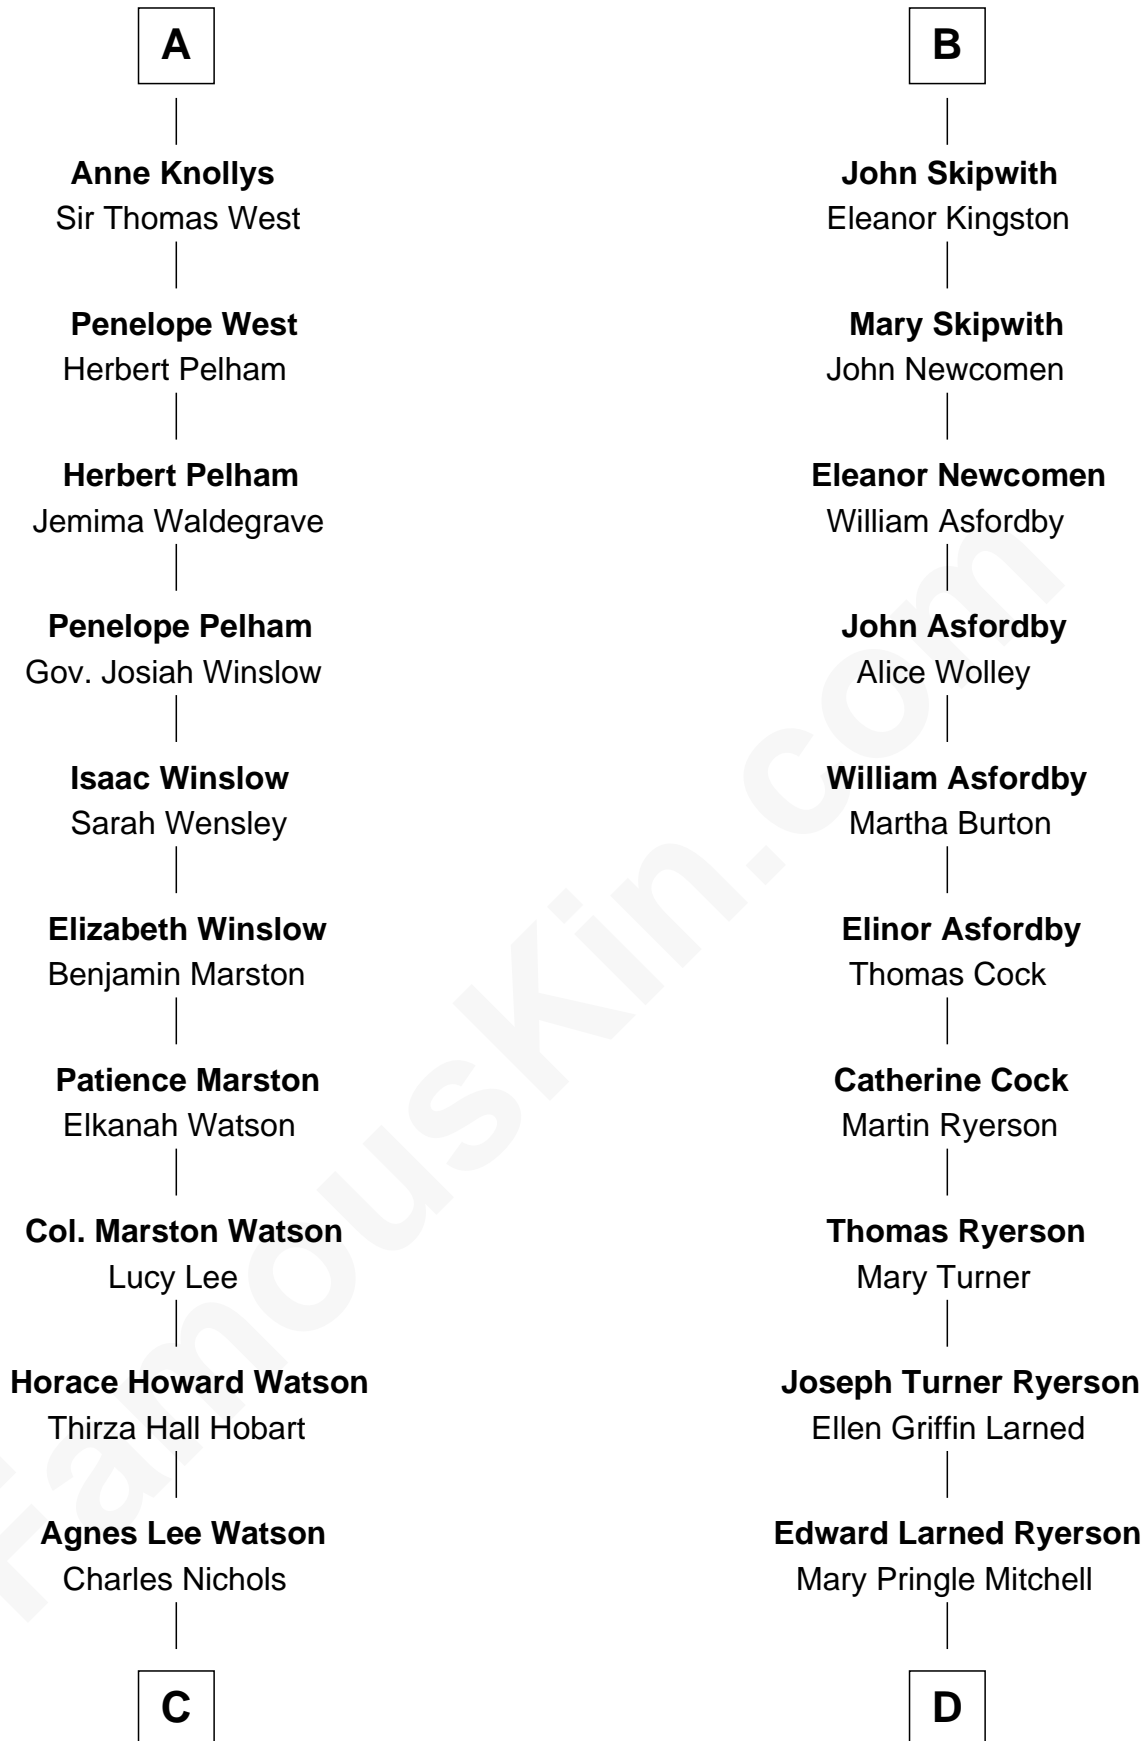 A
Anne Knollys
Sir Thomas West
Penelope West
Herbert Pelham
Herbert Pelham
Jemima Waldegrave
Penelope Pelham
Gov. Josiah Winslow
Isaac Winslow
Sarah Wensley
Elizabeth Winslow
Benjamin Marston
Patience Marston
Elkanah Watson
Col. Marston Watson
Lucy Lee
Horace Howard Watson
Thirza Hall Hobart
Agnes Lee Watson
Charles Nichols
C
B
John Skipwith
Eleanor Kingston
Mary Skipwith
John Newcomen
Eleanor Newcomen
William Asfordby
John Asfordby
Alice Wolley
William Asfordby
Martha Burton
Elinor Asfordby
Thomas Cock
Catherine Cock
Martin Ryerson
Thomas Ryerson
Mary Turner
Joseph Turner Ryerson
Ellen Griffin Larned
Edward Larned Ryerson
Mary Pringle Mitchell
D
FamousKin.com